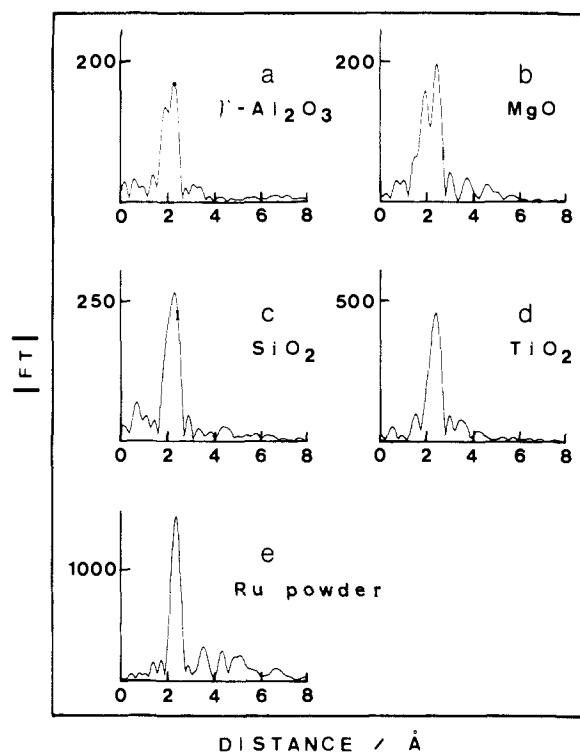 200
a
γ-Al₂O₃
0 2 4 6 8
200
b
MgO
0 2 4 6 8
250
c
SiO₂
0 2 4 6 8
500
d
TiO₂
0 2 4 6 8
|FT|
1000
e
Ru powder
0 2 4 6 8
DISTANCE / Å